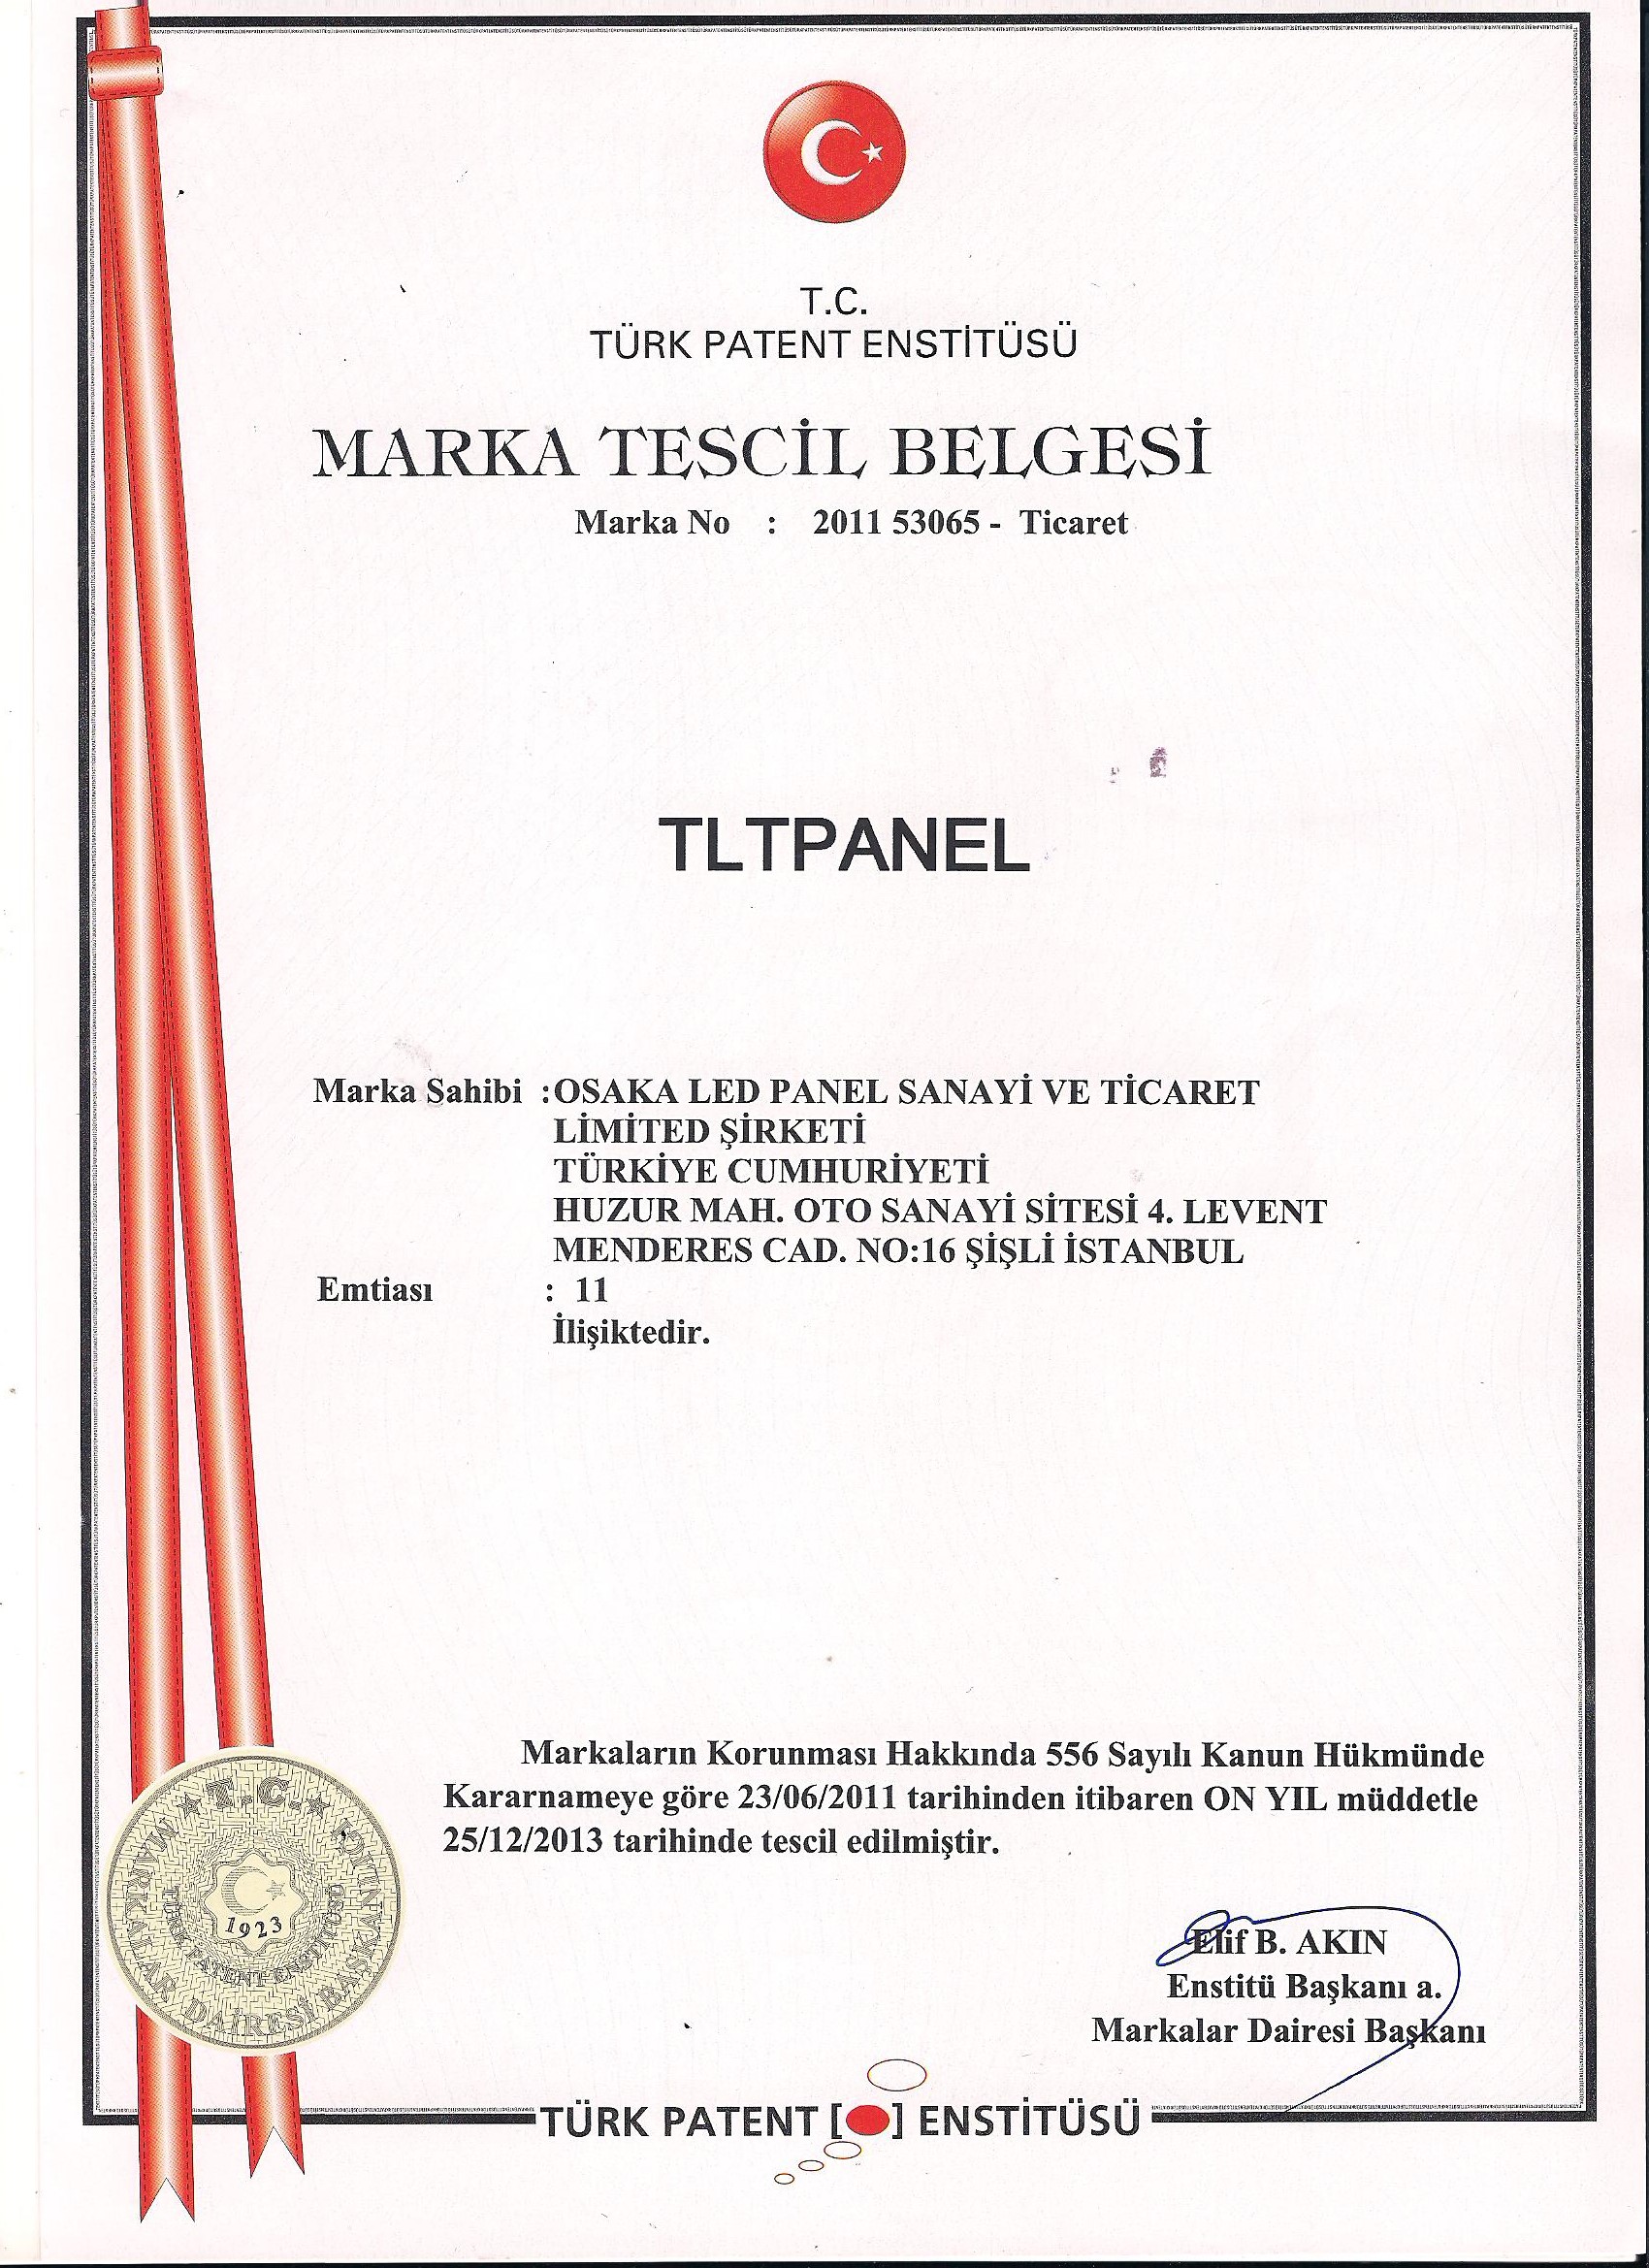 T.C.
TÜRK PATENT ENSTİTÜSÜ
MARKA TESCİL BELGESİ
Marka No : 2011 53065 - Ticaret
TLTPANEL
Marka Sahibi :OSAKA LED PANEL SANAYİ VE TİCARET
LİMİTED ŞİRKETİ
TÜRKİYE CUMHURİYETİ
HUZUR MAH. OTO SANAYİ SİTESİ 4. LEVENT
MENDERES CAD. NO:16 ŞİŞLİ İSTANBUL
Emtiası : 11
İlişiktedir.
Markaların Korunması Hakkında 556 Sayılı Kanun Hükmünde
Kararnameye göre 23/06/2011 tarihinden itibaren ON YIL müddetle
25/12/2013 tarihinde tescil edilmiştir.
T.C.
MARKALAR DAİRESİ BAŞKANLIĞI
TÜRK PATENT ENSTİTÜSÜ
1923
Elif B. AKIN
Enstitü Başkanı a.
Markalar Dairesi Başkanı
TÜRK PATENT [ ] ENSTİTÜSÜ